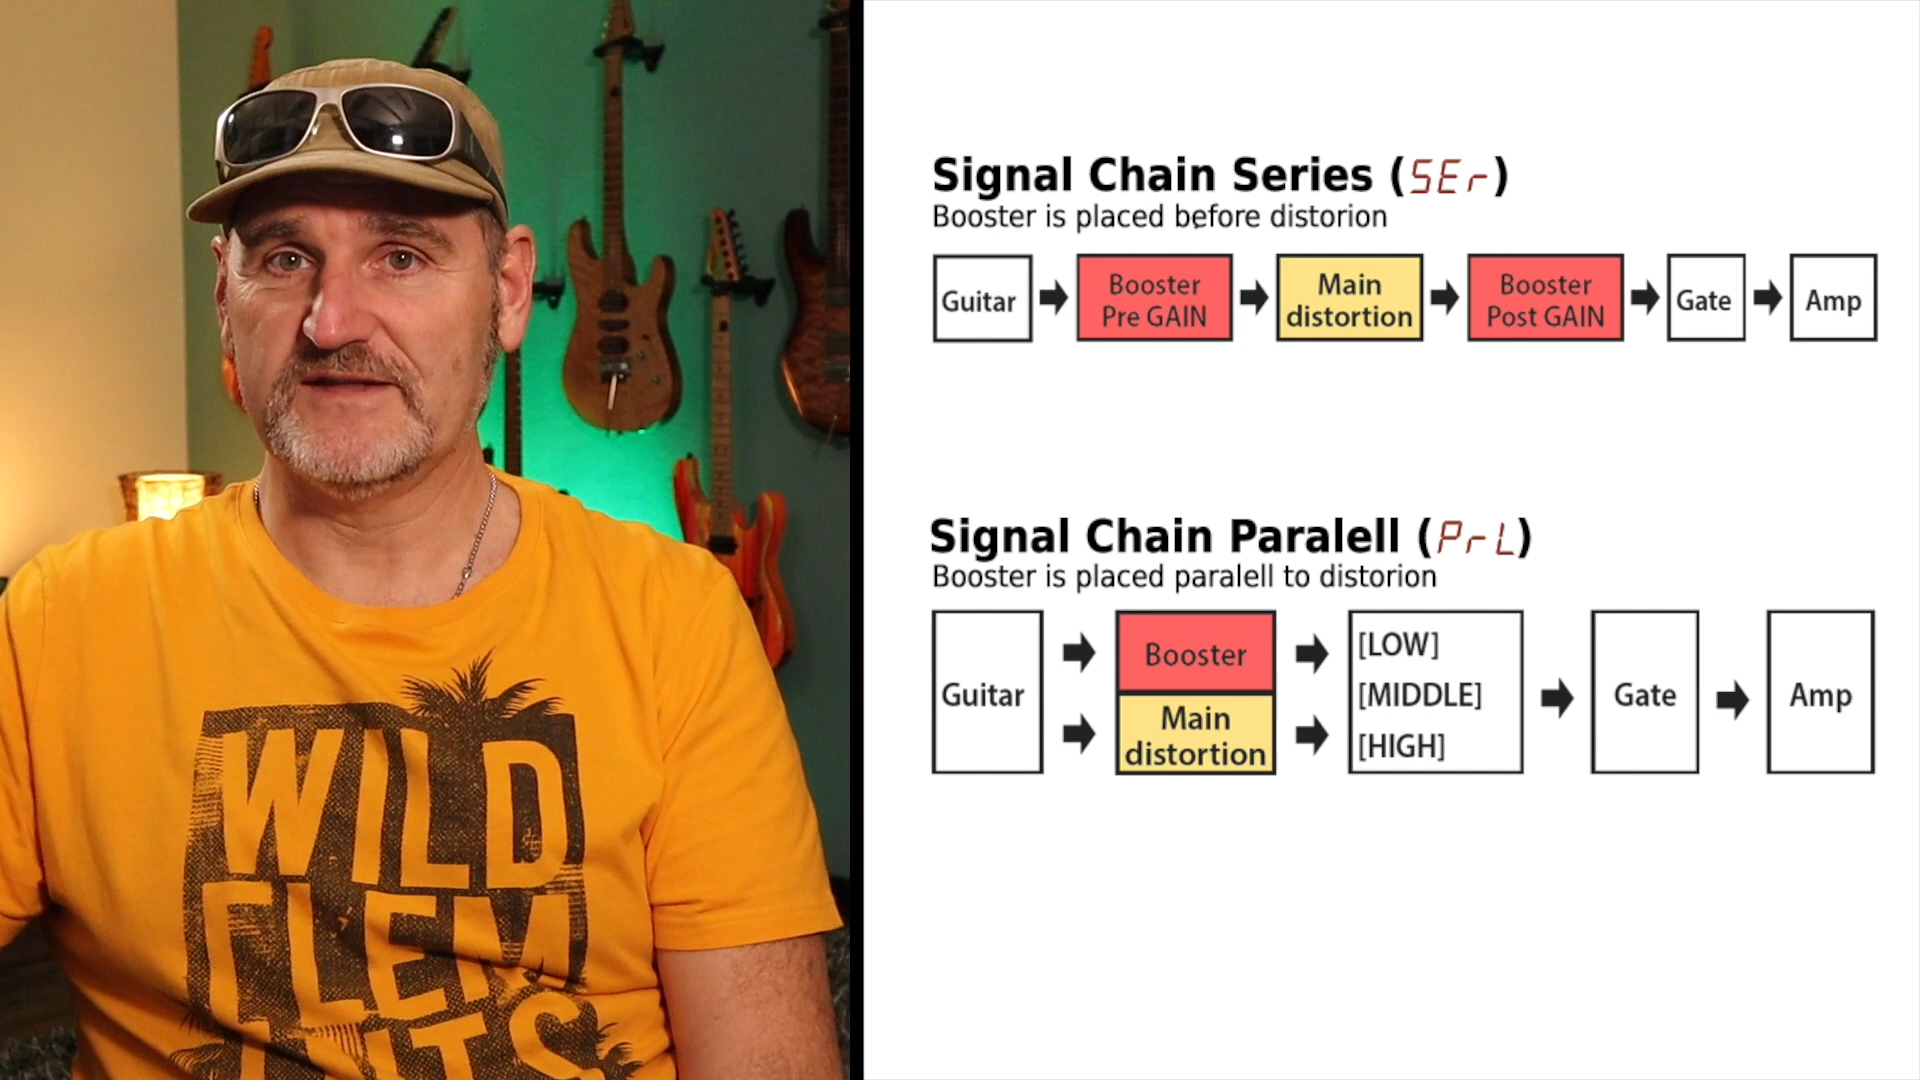 Signal Chain Series (SEr)
Booster is placed before distorion
Guitar
Booster
Pre GAIN
Main
distortion
Booster
Post GAIN
Gate
Amp
Signal Chain Paralell (PrL)
Booster is placed paralell to distorion
Guitar
Booster
Main
distortion
[LOW]
[MIDDLE]
[HIGH]
Gate
Amp
WILD